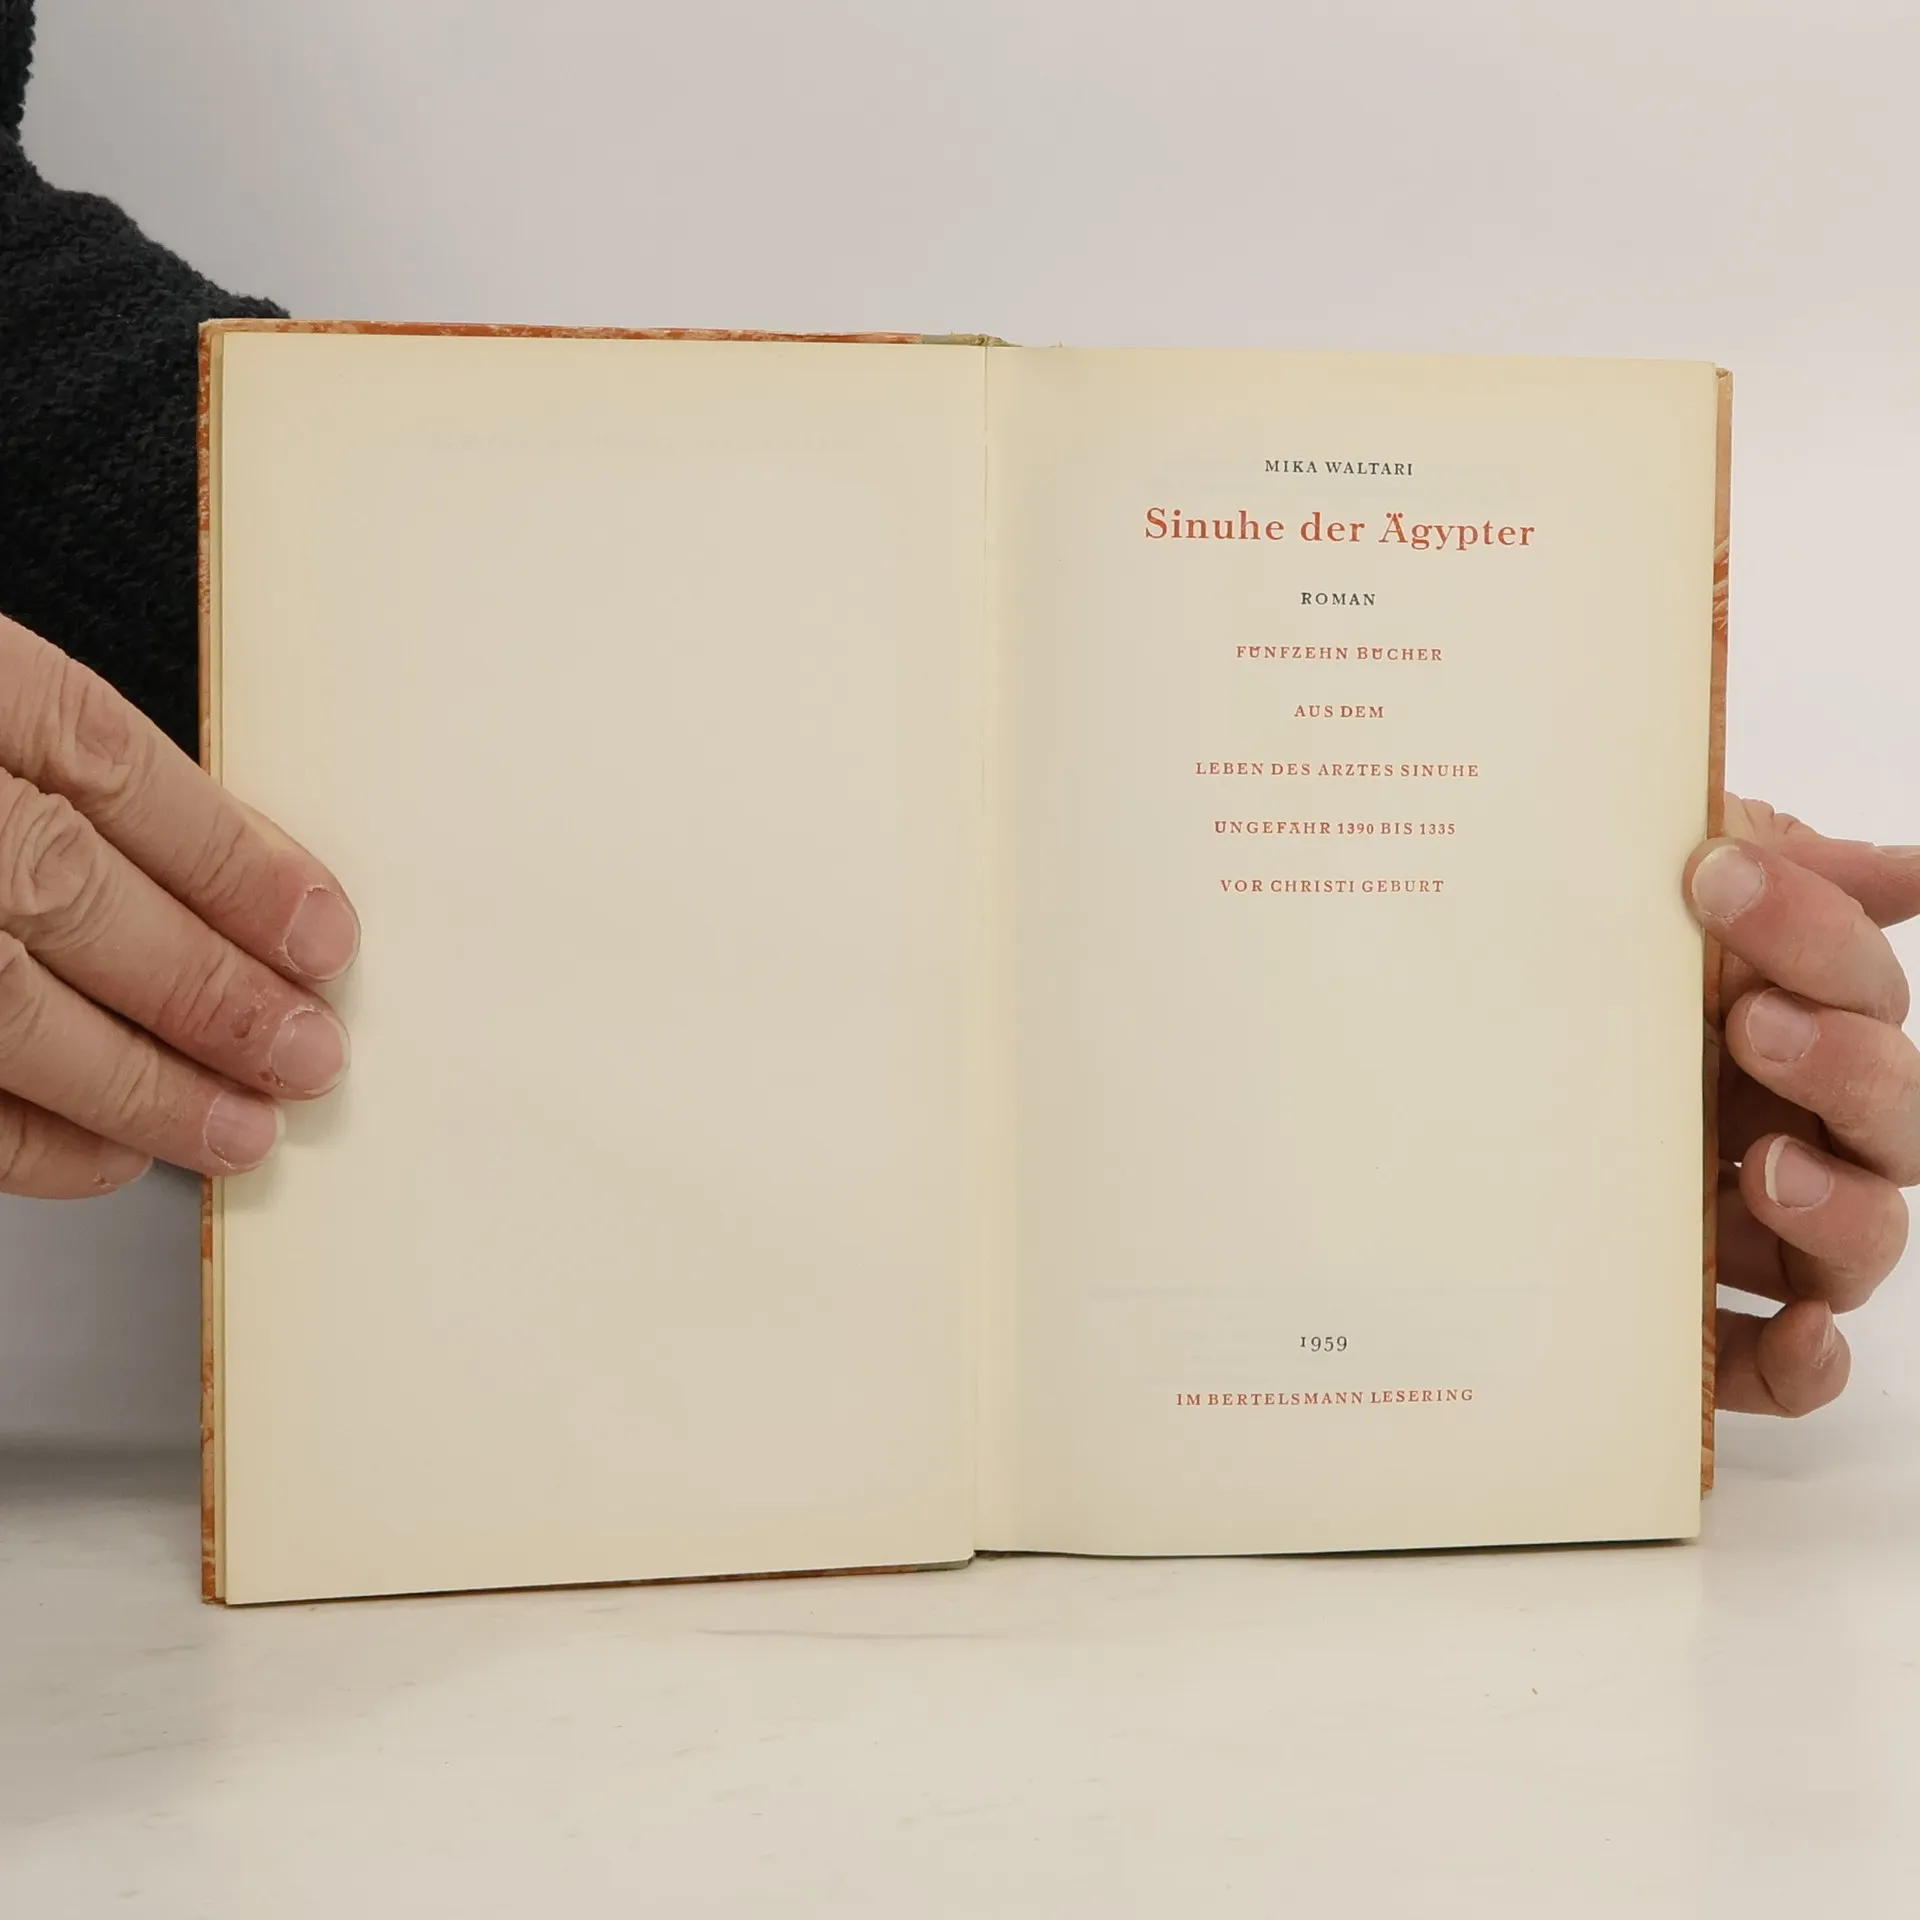 MIKA WALTARI
Sinuhe der Ägypter
ROMAN
FÜNFZEHN BÜCHER
AUS DEM
LEBEN DES ARZTES SINUHE
UNGEFÄHR 1390 BIS 1335
VOR CHRISTI GEBURT
1959
IM BERTELSMANN LESERING